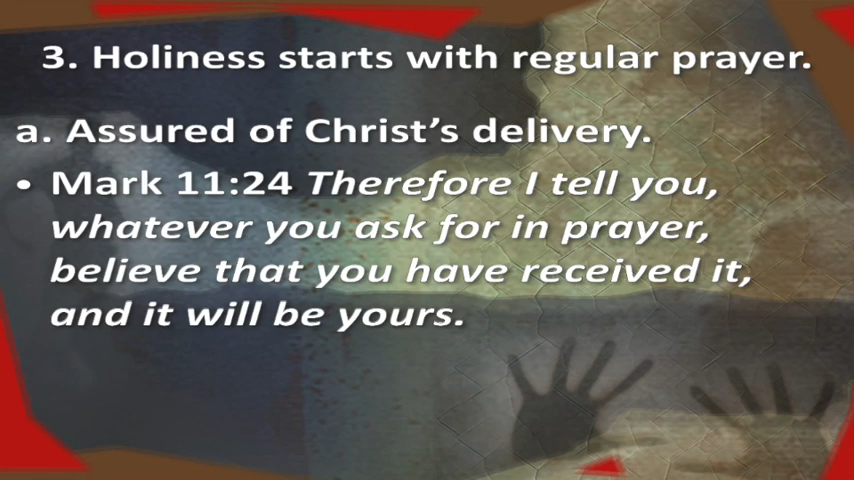 3. Holiness starts with regular prayer.
a. Assured of Christ’s delivery.
• Mark 11:24 Therefore I tell you,
whatever you ask for in prayer,
believe that you have received it,
and it will be yours.